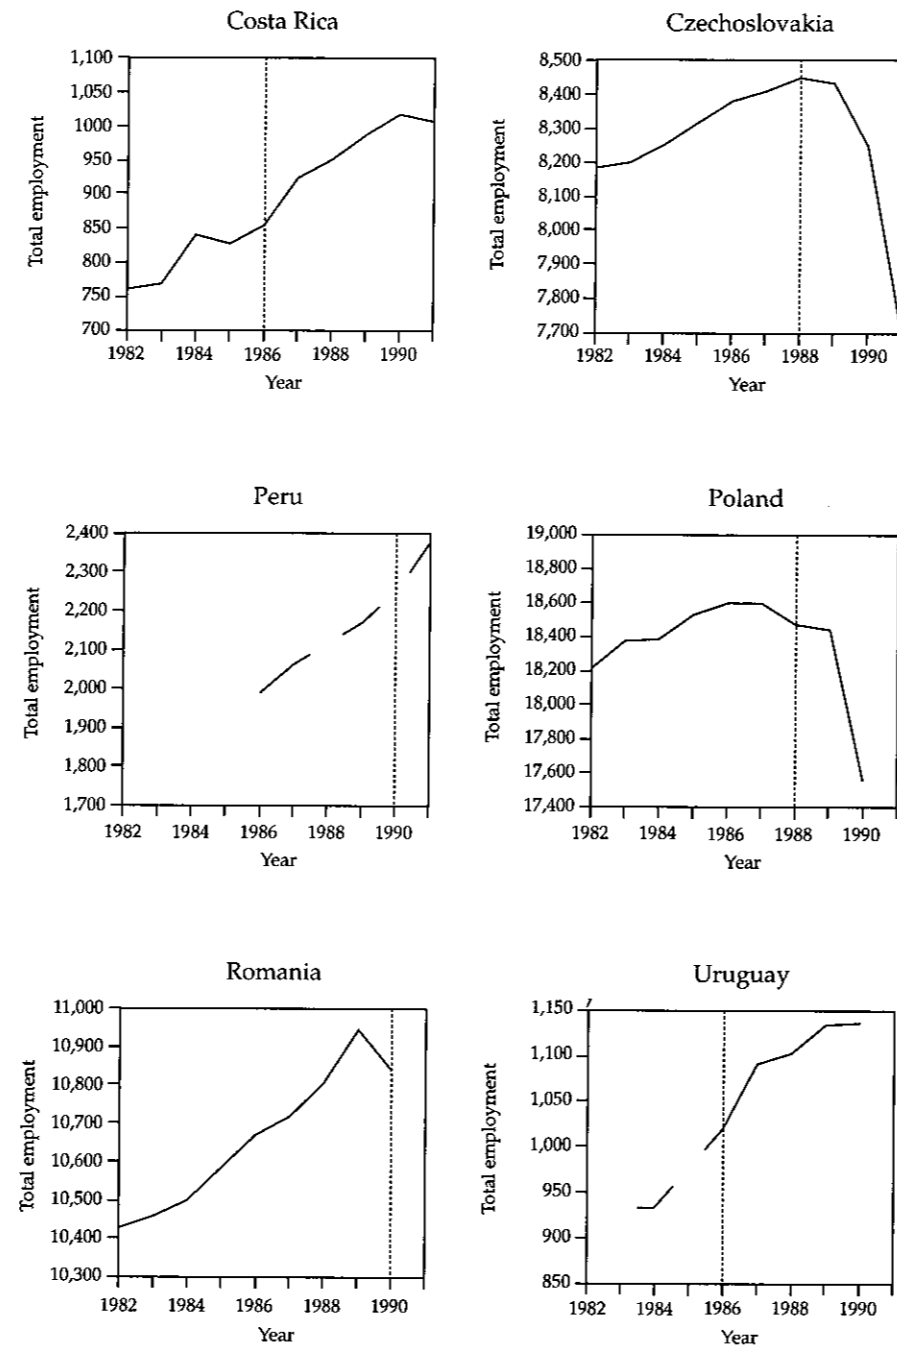 Costa Rica
1,100
1,050
1000
950
900
850
800
750
700
Total employment
1982 1984 1986 1988 1990
Year
Czechoslovakia
8,500
8,400
8,300
8,200
8,100
8,000
7,900
7,800
7,700
Total employment
1982 1984 1986 1988 1990
Year
Peru
2,400
2,300
2,200
2,100
2,000
1,900
1,800
1,700
Total employment
1982 1984 1986 1988 1990
Year
Poland
19,000
18,800
18,600
18,400
18,200
18,000
17,800
17,600
17,400
Total employment
1982 1984 1986 1988 1990
Year
Romania
11,000
10,900
10,800
10,700
10,600
10,500
10,400
10,300
Total employment
1982 1984 1986 1988 1990
Year
Uruguay
1,150
1,100
1,050
1,000
950
900
850
Total employment
1982 1984 1986 1988 1990
Year